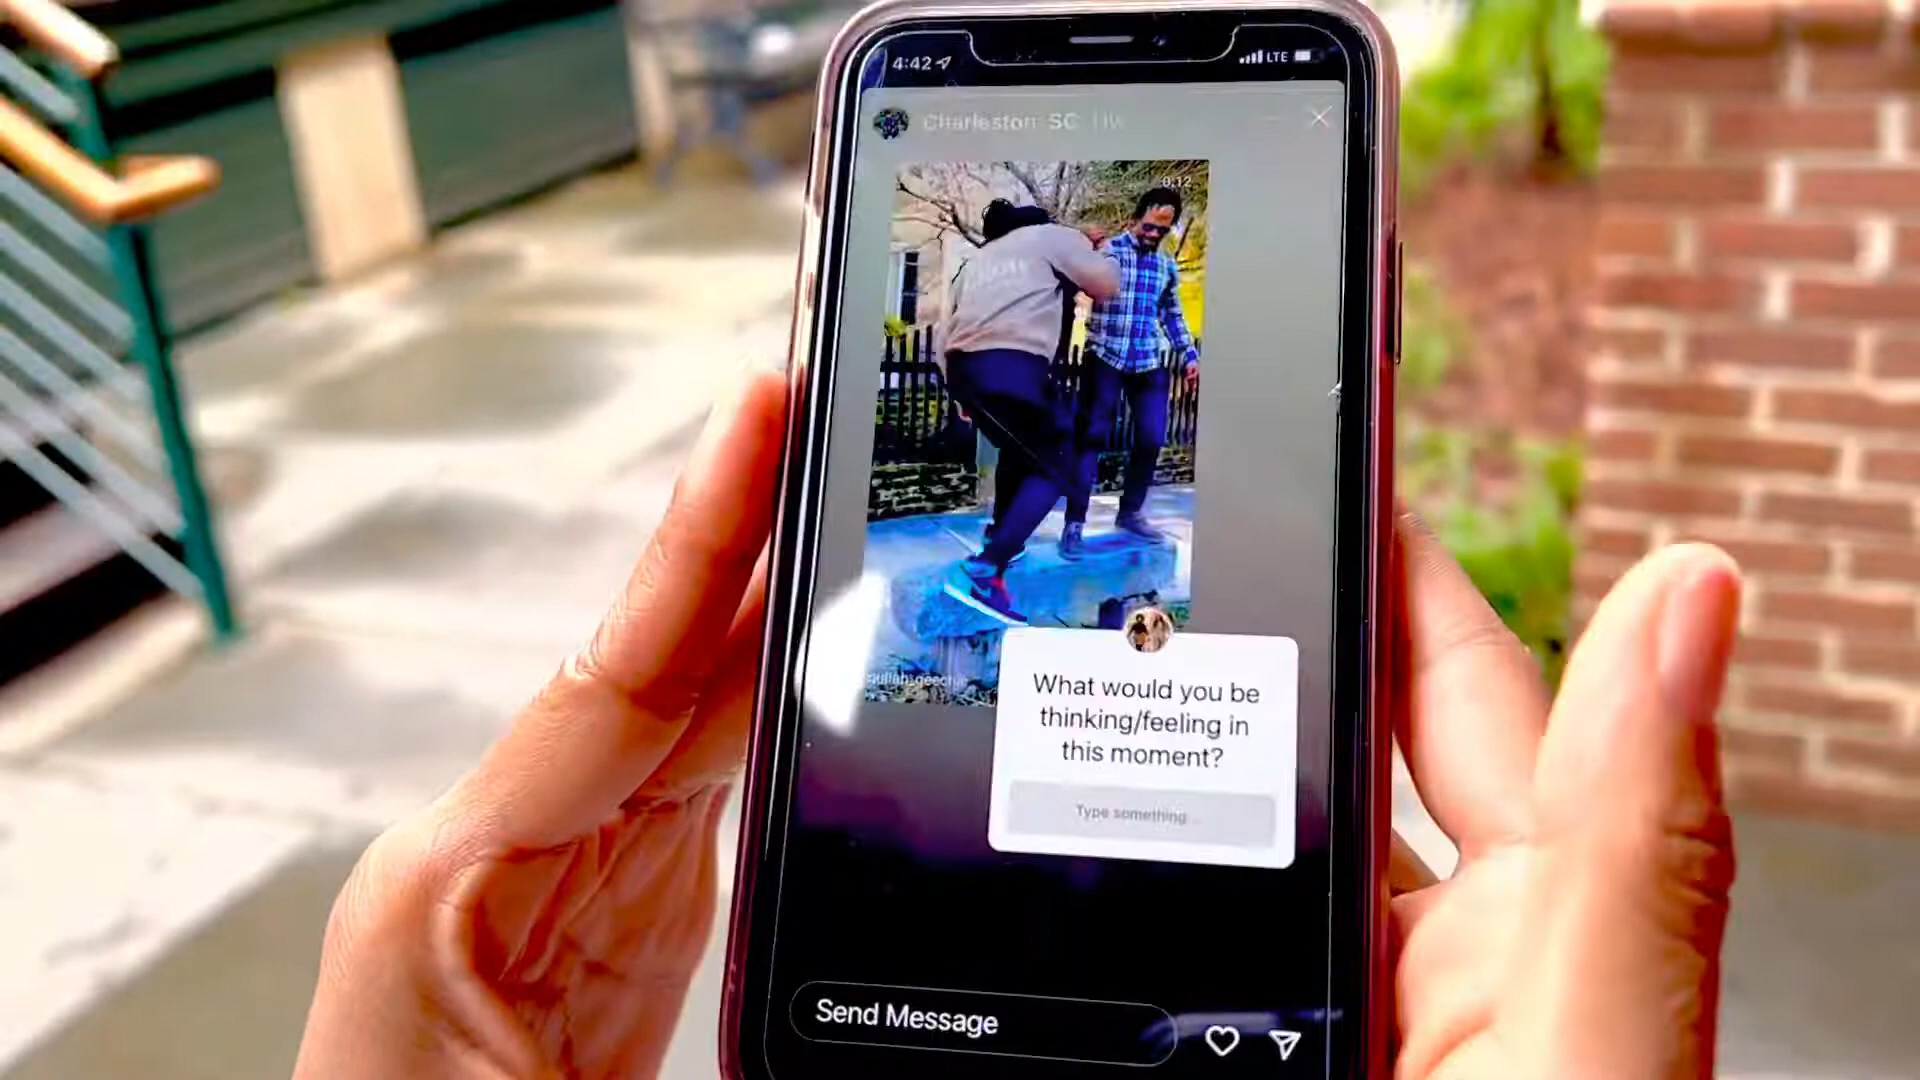 4:42
LTE
Charleston SC 11w
0:12
What would you be
thinking/feeling in
this moment?
Type something...
Send Message